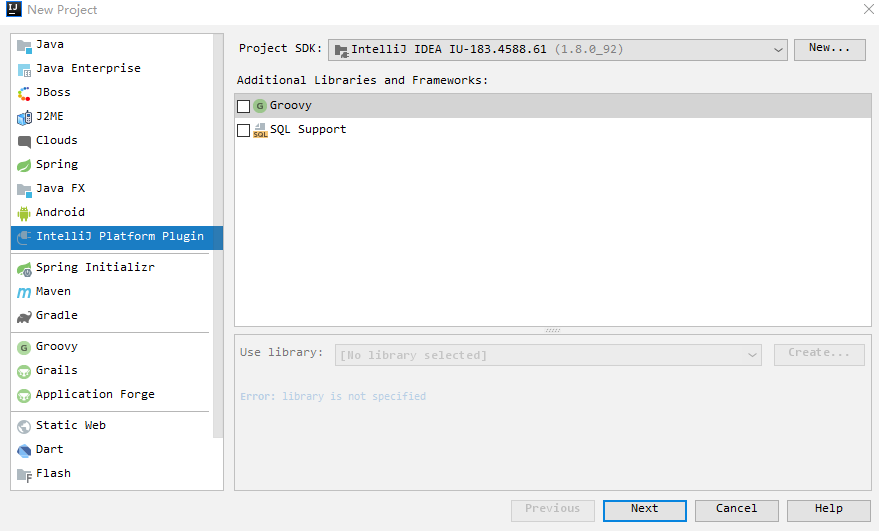 New Project
Java
Java Enterprise
JBoss
J2ME
Clouds
Spring
Java FX
Android
IntelliJ Platform Plugin
Spring Initializr
Maven
Gradle
Groovy
Grails
Application Forge
Static Web
Dart
Flash
Project SDK: IntelliJ IDEA IU-183.4588.61 (1.8.0_92) New...
Additional Libraries and Frameworks:
Groovy
SQL Support
Use library: [No library selected] Create...
Error: library is not specified
Previous Next Cancel Help